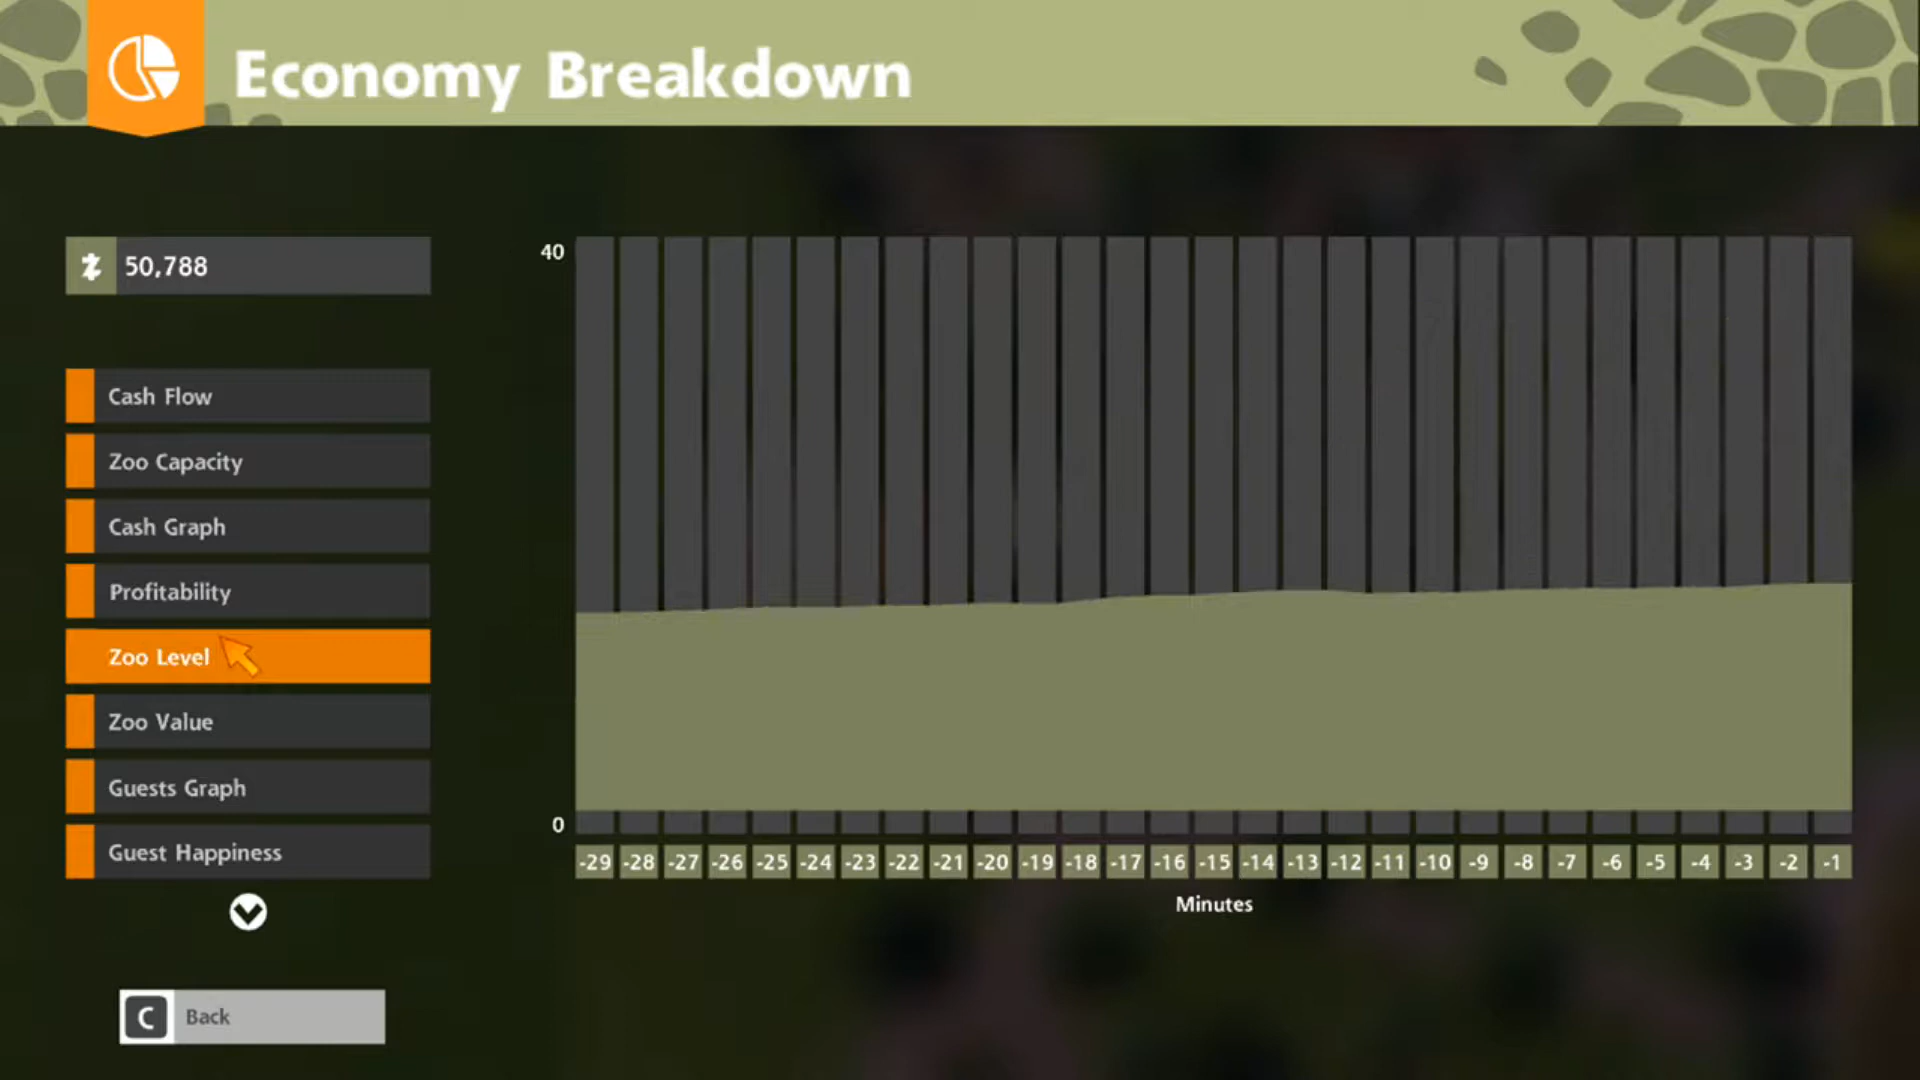 Economy Breakdown
50,788
Cash Flow
Zoo Capacity
Cash Graph
Profitability
Zoo Level
Zoo Value
Guests Graph
Guest Happiness
C Back
40
0
-29 -28 -27 -26 -25 -24 -23 -22 -21 -20 -19 -18 -17 -16 -15 -14 -13 -12 -11 -10 -9 -8 -7 -6 -5 -4 -3 -2 -1
Minutes